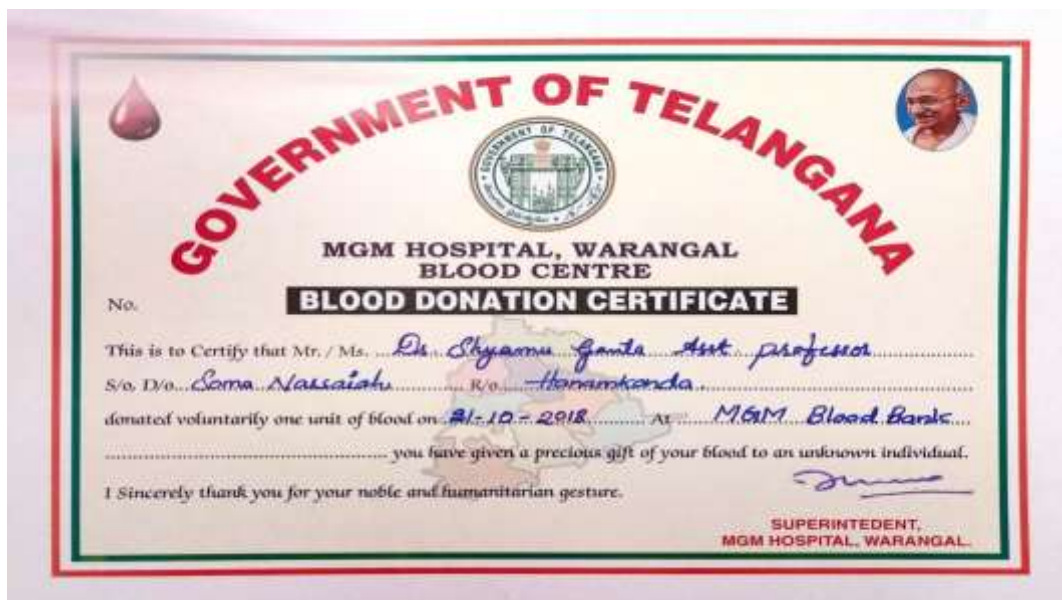 GOVERNMENT OF TELANGANA
GOVERNMENT OF TELANGANA
MGM HOSPITAL, WARANGAL
BLOOD CENTRE
No.
BLOOD DONATION CERTIFICATE
This is to Certify that Mr. / Ms. Dr. Shyamu Ganta Asst professor
S/o, D/o. Soma Narsaiah R/o. Hanamkonda.
donated voluntarily one unit of blood on 21-10-2018 At MGM Blood Bank
you have given a precious gift of your blood to an unknown individual.
I Sincerely thank you for your noble and humanitarian gesture.
SUPERINTEDENT,
MGM HOSPITAL, WARANGAL.